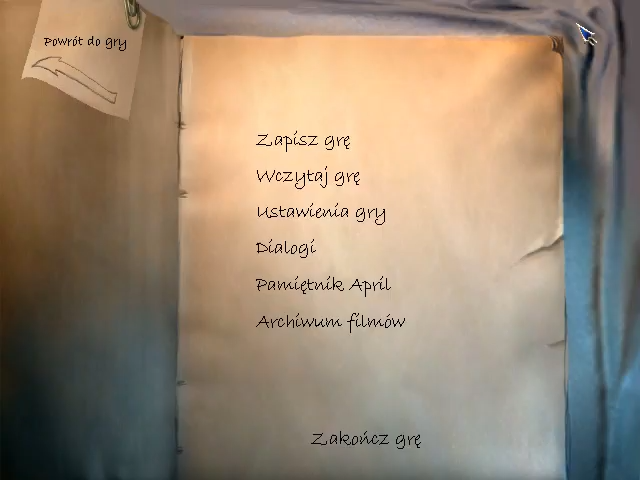 Powrót do gry
Zapisz grę
Wczytaj grę
Ustawienia gry
Dialogi
Pamiętnik April
Archiwum filmów
Zakończ grę